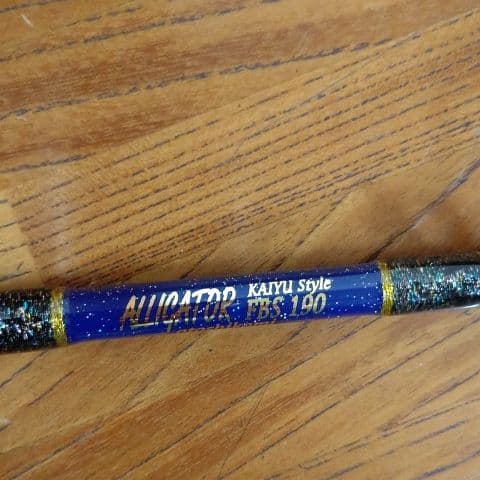 ALLIGATOR KAIYU Style
FBS 190